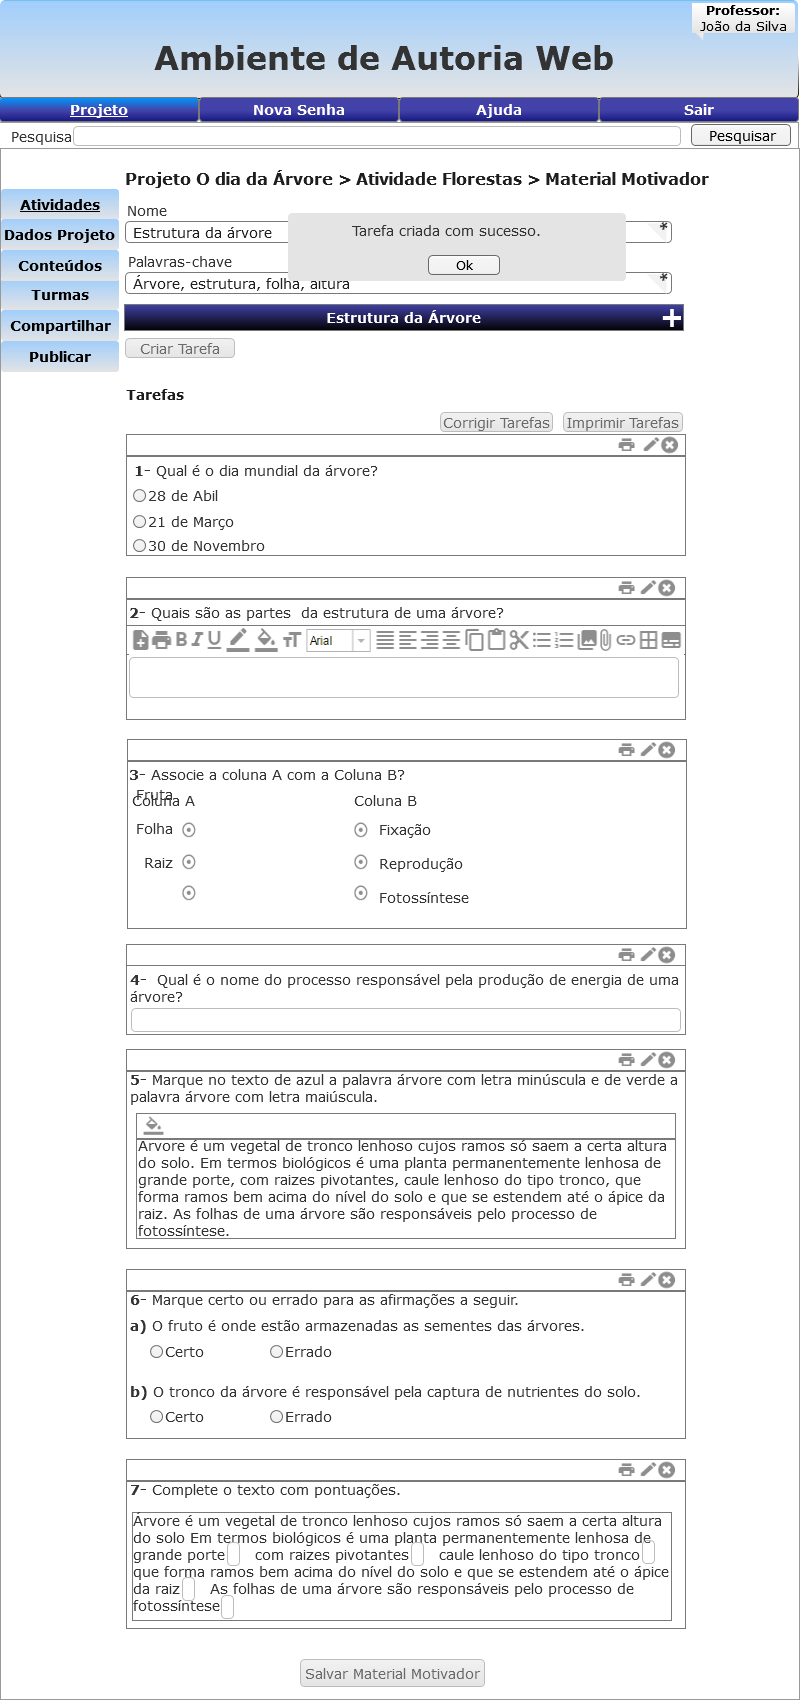 Professor:
João da Silva
Ambiente de Autoria Web
Projeto Nova Senha Ajuda Sair
Pesquisa Pesquisar
Projeto O dia da Árvore > Atividade Florestas > Material Motivador
Atividades
Dados Projeto
Conteúdos
Turmas
Compartilhar
Publicar
Nome
Estrutura da árvore *
Tarefa criada com sucesso.
Ok
Palavras-chave
Árvore, estrutura, folha, altura *
Estrutura da Árvore +
Criar Tarefa
Tarefas
Corrigir Tarefas Imprimir Tarefas
1- Qual é o dia mundial da árvore?
28 de Abil
21 de Março
30 de Novembro
2- Quais são as partes da estrutura de uma árvore?
B I U Arial
3- Associe a coluna A com a Coluna B?
Fruta
Coluna A Coluna B
Folha Fixação
Raiz Reprodução
Fotossíntese
4- Qual é o nome do processo responsável pela produção de energia de uma
árvore?
5- Marque no texto de azul a palavra árvore com letra minúscula e de verde a
palavra árvore com letra maiúscula.
Árvore é um vegetal de tronco lenhoso cujos ramos só saem a certa altura
do solo. Em termos biológicos é uma planta permanentemente lenhosa de
grande porte, com raizes pivotantes, caule lenhoso do tipo tronco, que
forma ramos bem acima do nível do solo e que se estendem até o ápice da
raiz. As folhas de uma árvore são responsáveis pelo processo de
fotossíntese.
6- Marque certo ou errado para as afirmações a seguir.
a) O fruto é onde estão armazenadas as sementes das árvores.
Certo Errado
b) O tronco da árvore é responsável pela captura de nutrientes do solo.
Certo Errado
7- Complete o texto com pontuações.
Árvore é um vegetal de tronco lenhoso cujos ramos só saem a certa altura
do solo Em termos biológicos é uma planta permanentemente lenhosa de
grande porte com raizes pivotantes caule lenhoso do tipo tronco
que forma ramos bem acima do nível do solo e que se estendem até o ápice
da raiz As folhas de uma árvore são responsáveis pelo processo de
fotossíntese
Salvar Material Motivador